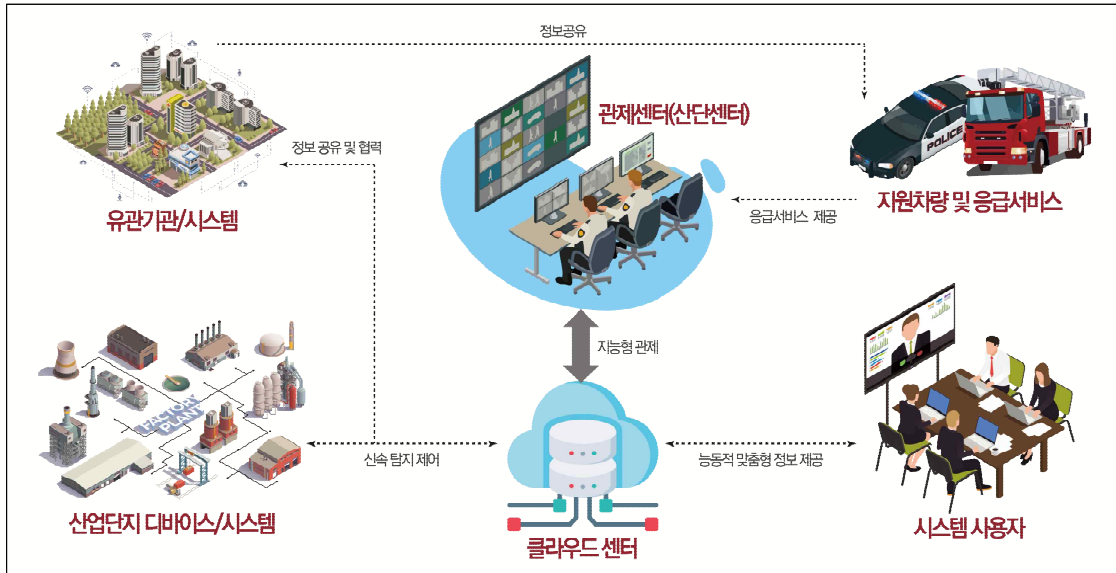 정보공유
관제센터(산단센터)
POLICE
정보 공유 및 협력
유관기관/시스템
지원차량 및 응급서비스
응급서비스 제공
지능형 관제
FACTORY
PLANT
신속 탐지 제어
능동적 맞춤형 정보 제공
산업단지 디바이스/시스템
클라우드 센터
시스템 사용자